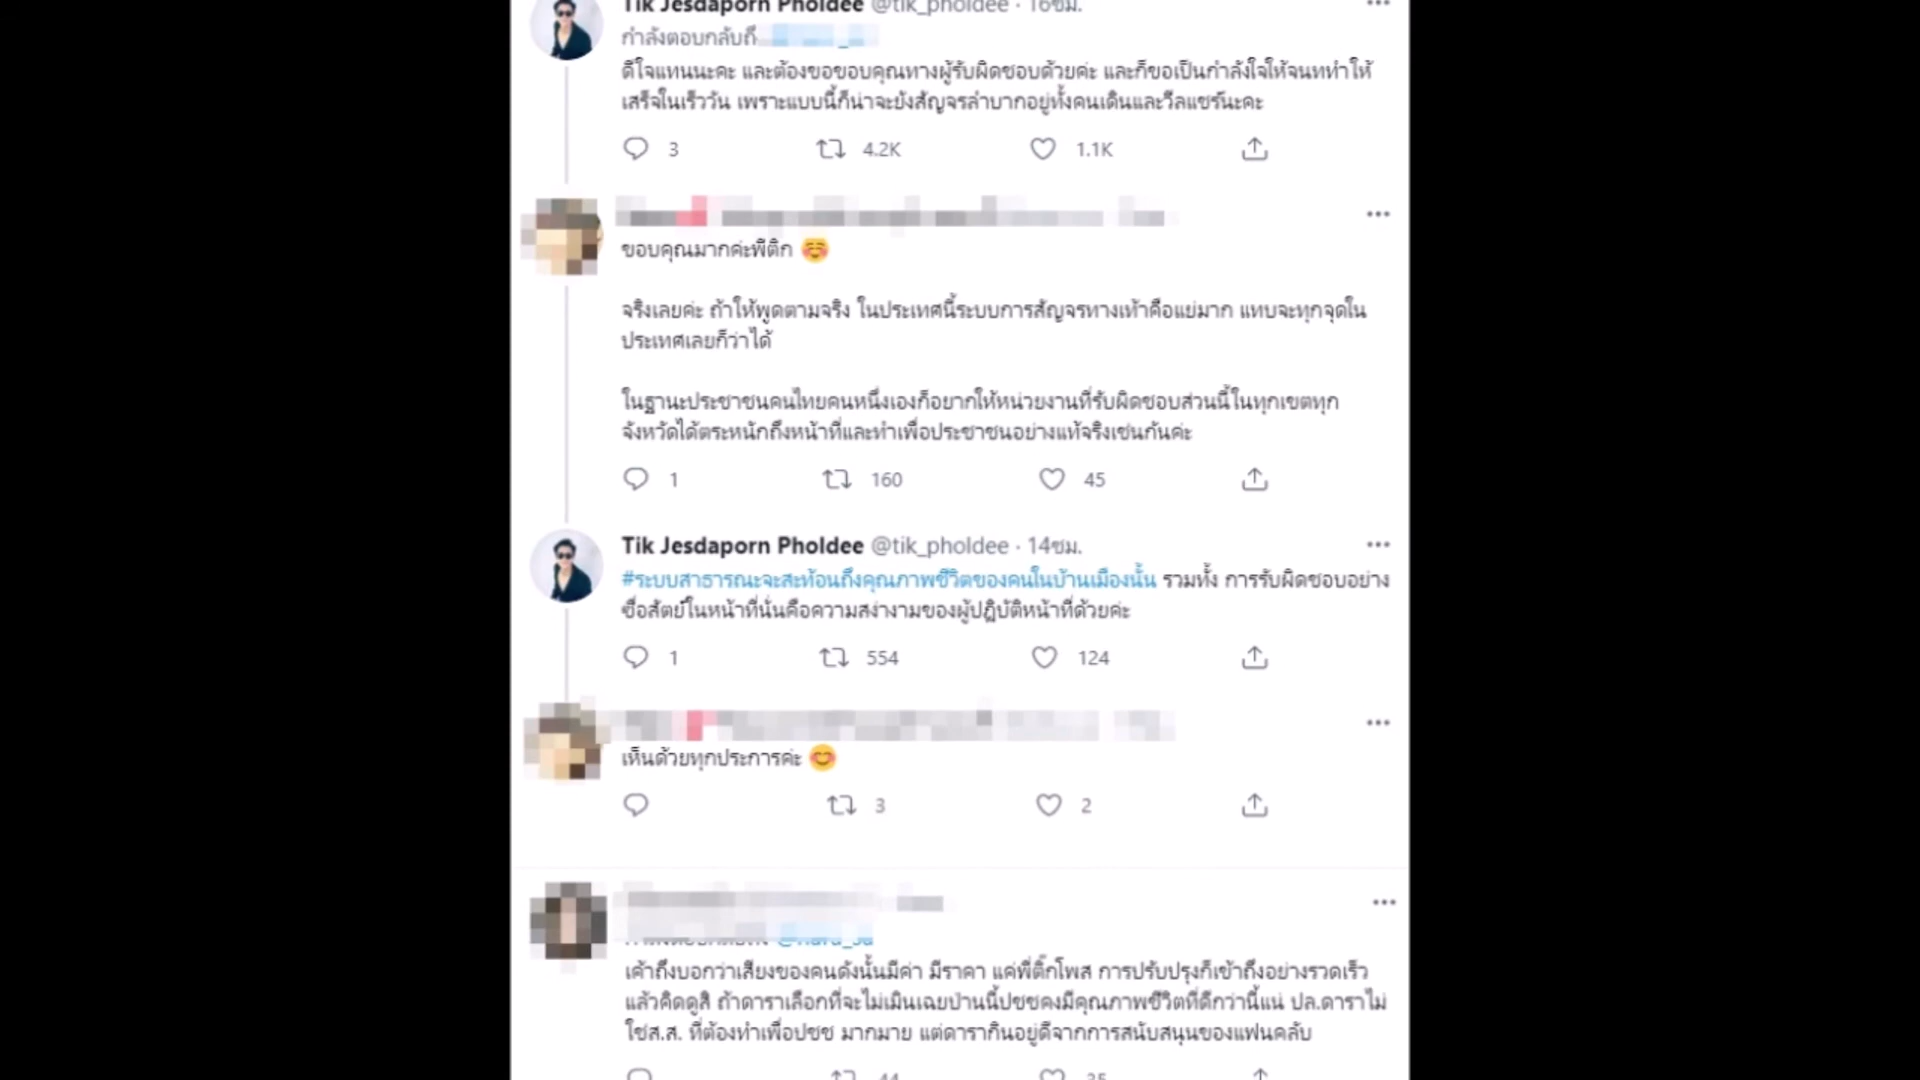 Tik Jesdaporn Pholdee @tik_pholdee · 16ชม.
กำลังตอบกลับถึ
ดีใจแทนนะคะ และต้องขอขอบคุณทางผู้รับผิดชอบด้วยค่ะ และก็ขอเป็นกำลังใจให้จนททำให้
เสร็จในเร็ววัน เพราะแบบนี้ก็น่าจะยังสัญจรลำบากอยู่ทั้งคนเดินและวีลแชร์นะคะ
3 4.2K 1.1K
ขอบคุณมากค่ะพี่ติก
จริงเลยค่ะ ถ้าให้พูดตามจริง ในประเทศนี้ระบบการสัญจรทางเท้าคือแย่มาก แทบจะทุกจุดใน
ประเทศเลยก็ว่าได้
ในฐานะประชาชนคนไทยคนหนึ่งเองก็อยากให้หน่วยงานที่รับผิดชอบส่วนนี้ในทุกเขตทุก
จังหวัดได้ตระหนักถึงหน้าที่และทำเพื่อประชาชนอย่างแท้จริงเช่นกันค่ะ
1 160 45
Tik Jesdaporn Pholdee @tik_pholdee · 14ชม.
#ระบบสาธารณะจะสะท้อนถึงคุณภาพชีวิตของคนในบ้านเมืองนั้น รวมทั้ง การรับผิดชอบอย่าง
ซื่อสัตย์ในหน้าที่นั่นคือความสง่างามของผู้ปฏิบัติหน้าที่ด้วยค่ะ
1 554 124
เห็นด้วยทุกประการค่ะ
3 2
เค้าถึงบอกว่าเสียงของคนดังนั้นมีค่า มีราคา แค่พี่ติ๊กโพส การปรับปรุงก็เข้าถึงอย่างรวดเร็ว
แล้วคิดดูสิ ถ้าดาราเลือกที่จะไม่เมินเฉยป่านนี้ปชชคงมีคุณภาพชีวิตที่ดีกว่านี้แน่ ปล.ดาราไม่
ใช่ส.ส. ที่ต้องทำเพื่อปชช มากมาย แต่ดารากินอยู่ดีจากการสนับสนุนของแฟนคลับ
44 35